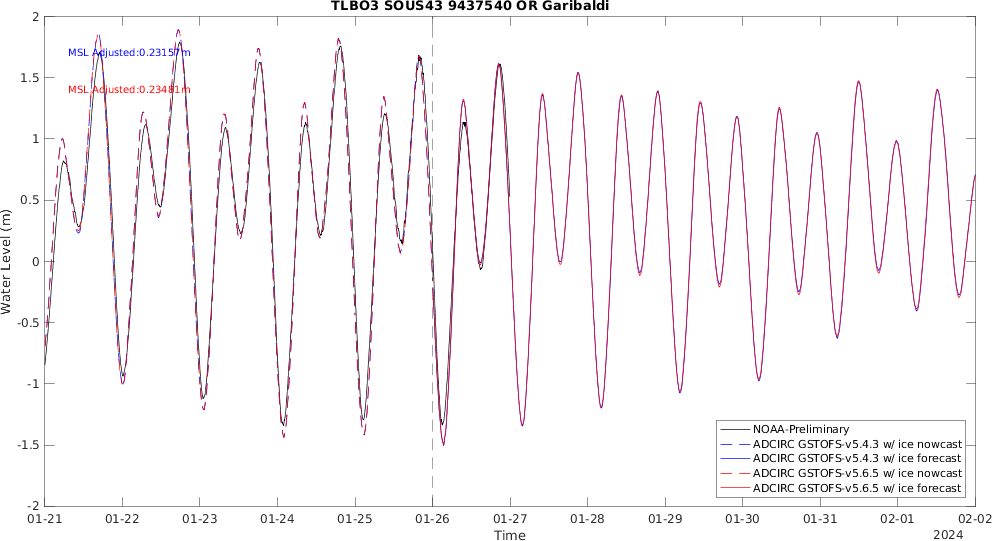 TLBO3 SOUS43 9437540 OR Garibaldi
MSL Adjusted:0.23157m
MSL Adjusted:0.23481m
Water Level (m)
2
1.5
1
0.5
0
-0.5
-1
-1.5
-2
NOAA-Preliminary
ADCIRC GSTOFS-v5.4.3 w/ ice nowcast
ADCIRC GSTOFS-v5.4.3 w/ ice forecast
ADCIRC GSTOFS-v5.6.5 w/ ice nowcast
ADCIRC GSTOFS-v5.6.5 w/ ice forecast
01-21 01-22 01-23 01-24 01-25 01-26 01-27 01-28 01-29 01-30 01-31 02-01 02-02
Time
2024